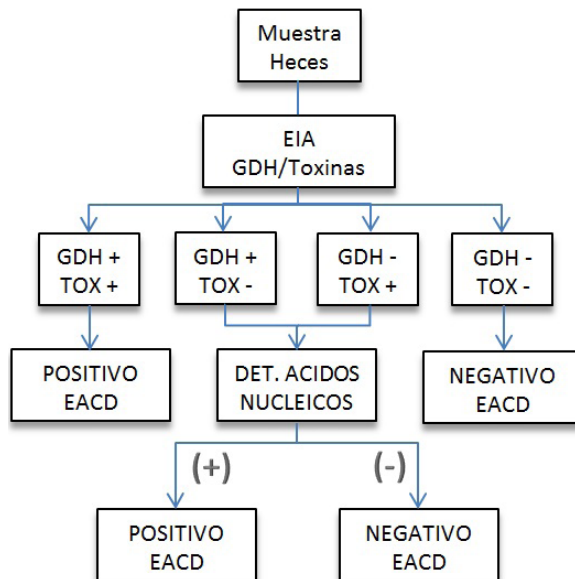 Muestra
Heces
EIA
GDH/Toxinas
GDH +
TOX +
GDH +
TOX -
GDH -
TOX +
GDH -
TOX -
POSITIVO
EACD
DET. ACIDOS
NUCLEICOS
NEGATIVO
EACD
(+)
(-)
POSITIVO
EACD
NEGATIVO
EACD